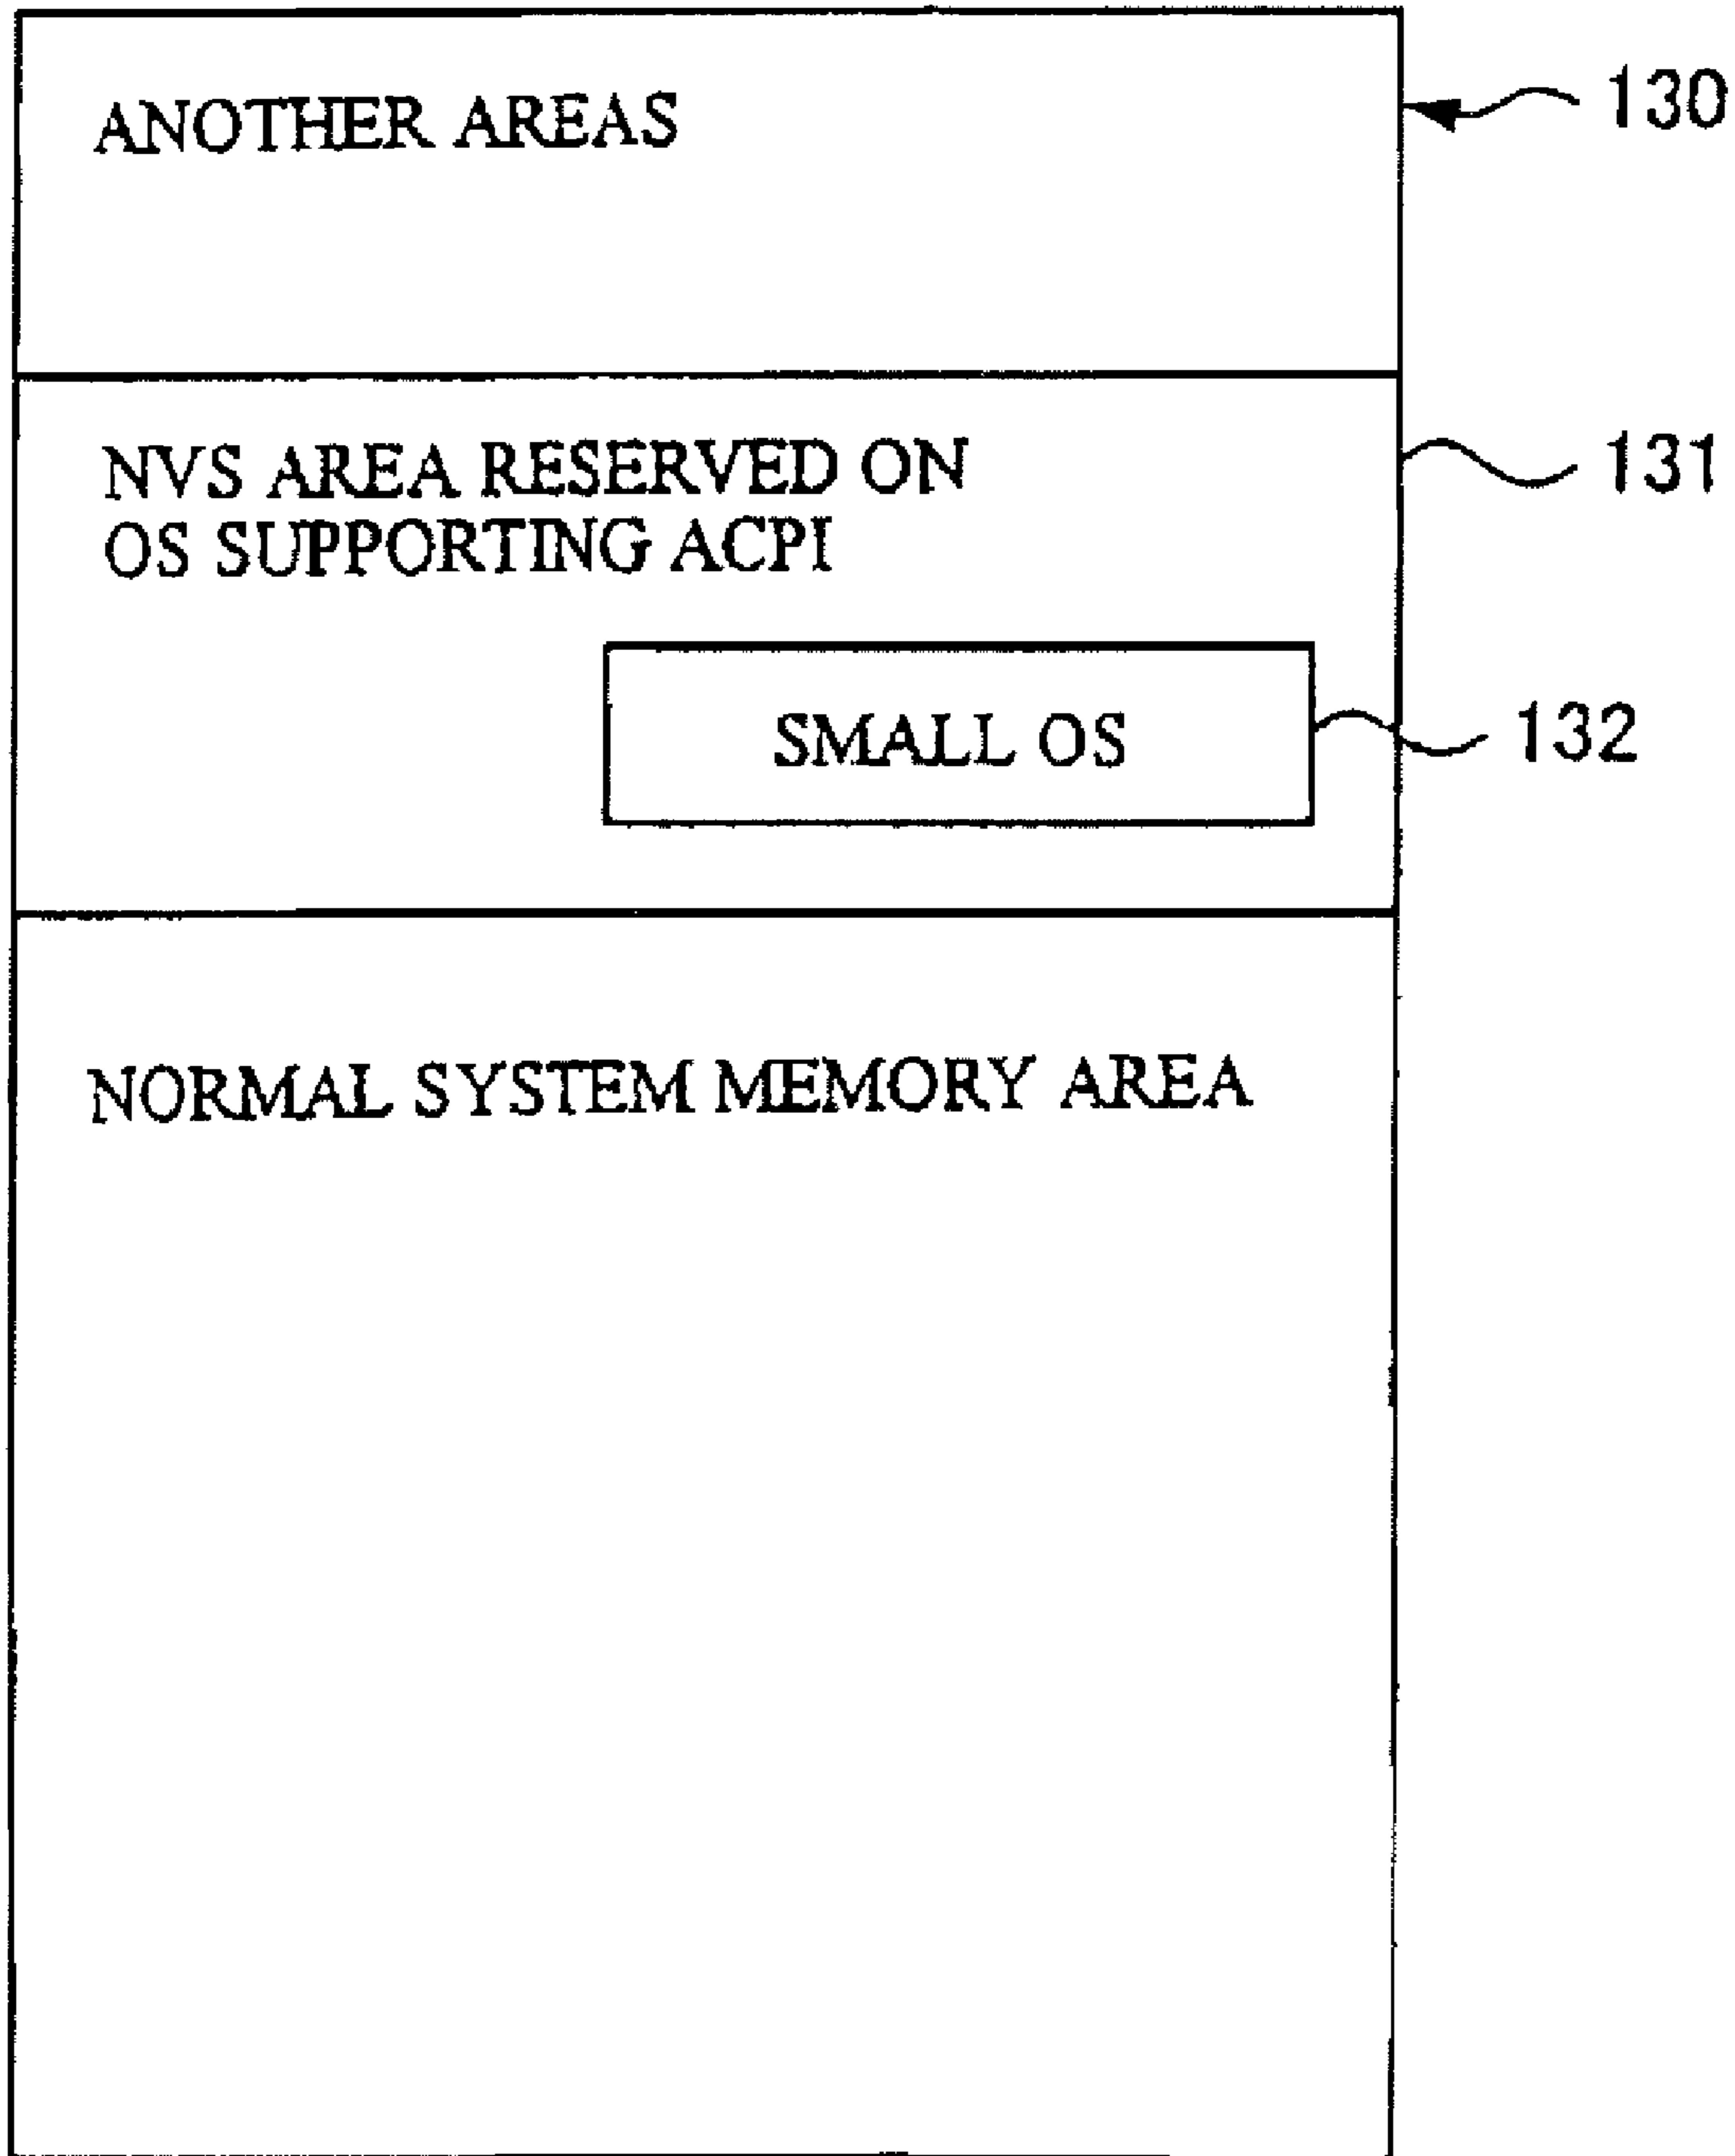 ANOTHER AREAS
130
NVS AREA RESERVED ON
OS SUPPORTING ACPI
131
SMALL OS
132
NORMAL SYSTEM MEMORY AREA